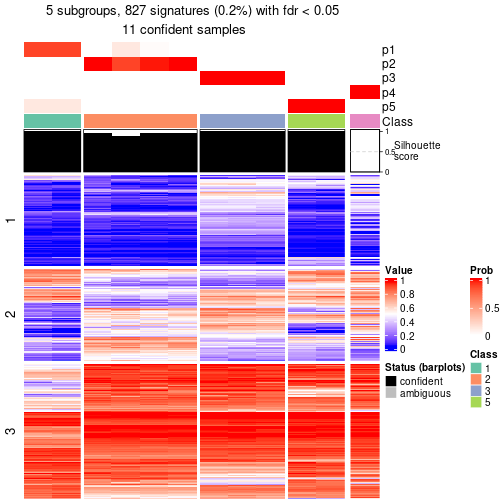 5 subgroups, 827 signatures (0.2%) with fdr < 0.05
11 confident samples
p1
p2
p3
p4
p5
Class
1
0.5
0
Silhouette
score
1
2
3
Value
1
0.8
0.6
0.4
0.2
0
Prob
1
0.5
0
Status (barplots)
confident
ambiguous
Class
1
2
3
5